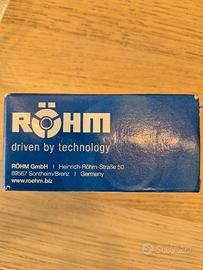 RÖHM
driven by technology
RÖHM GmbH | Heinrich-Röhm-Straße 50
89567 Sontheim/Brenz | Germany
www.roehm.biz